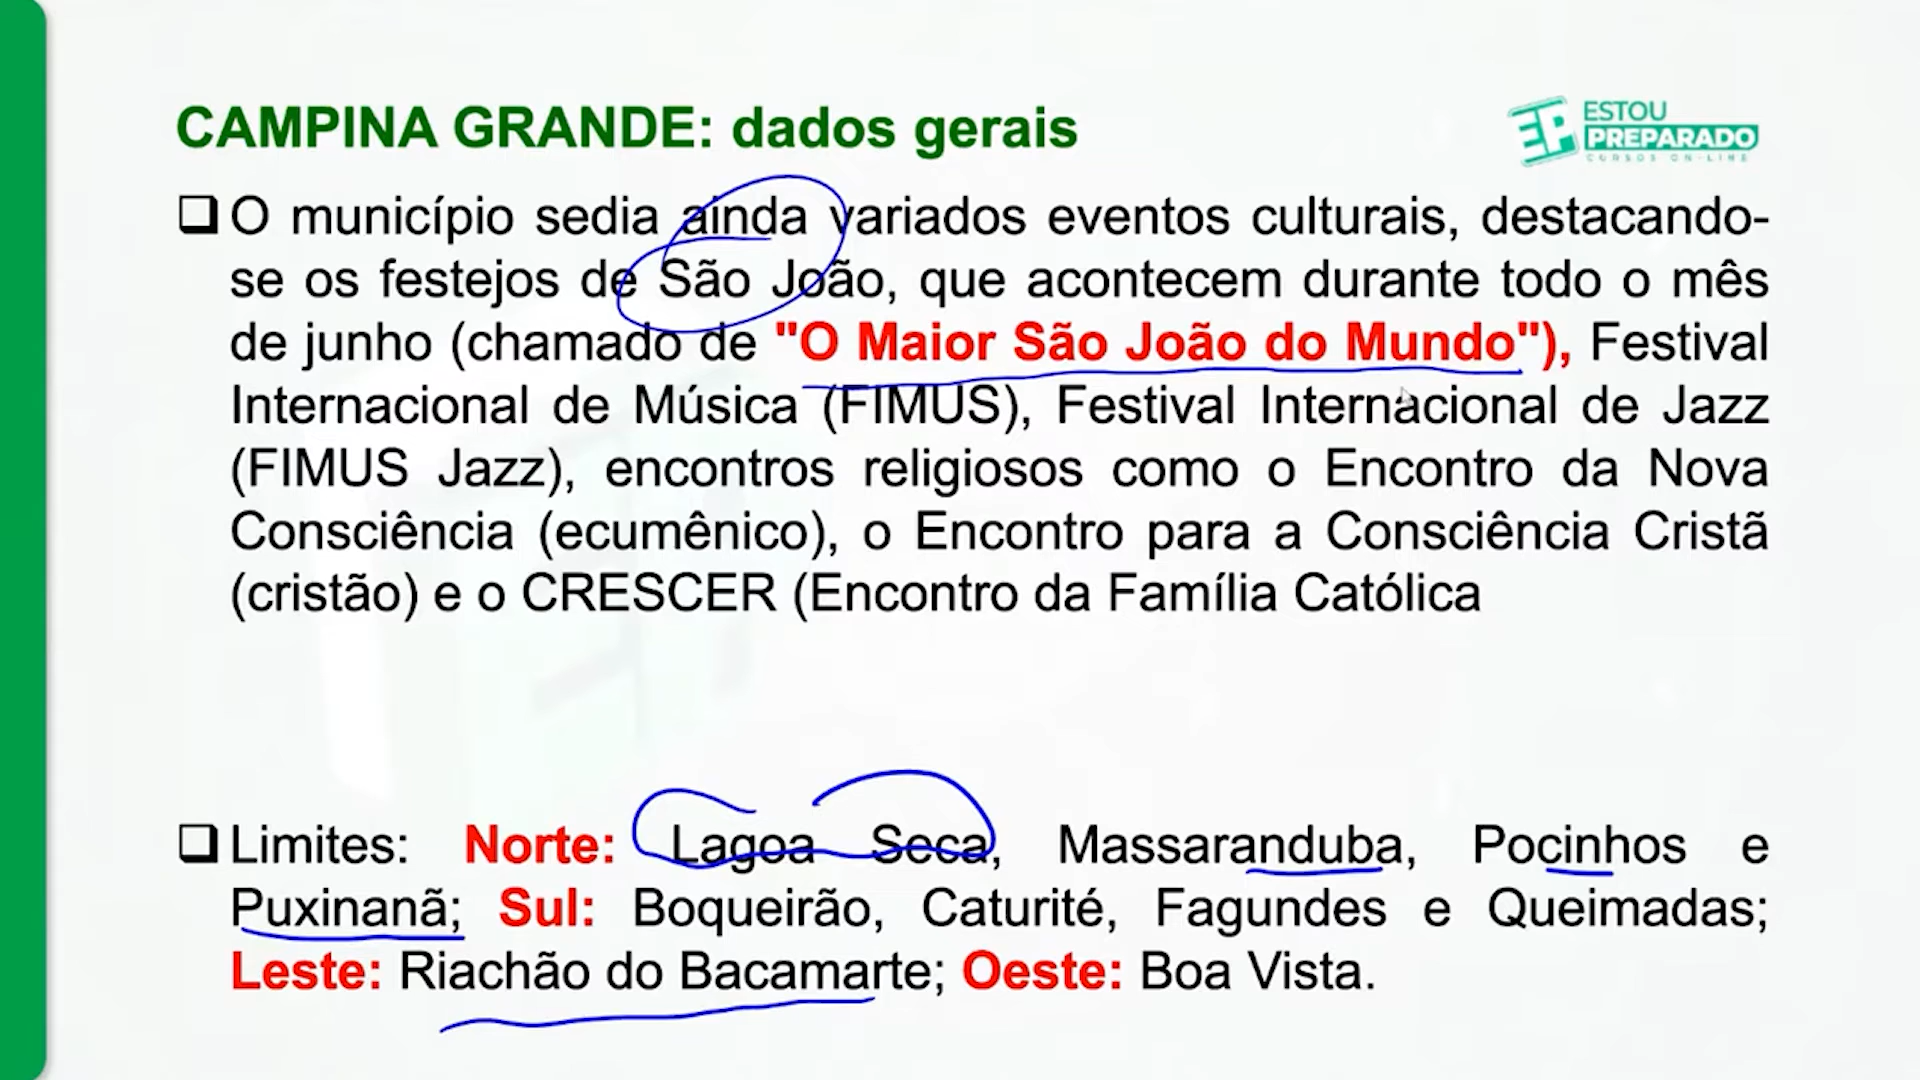 CAMPINA GRANDE: dados gerais
ESTOU
PREPARADO
CURSOS ON-LINE
O município sedia ainda variados eventos culturais, destacando-
se os festejos de São João, que acontecem durante todo o mês
de junho (chamado de "O Maior São João do Mundo"), Festival
Internacional de Música (FIMUS), Festival Internacional de Jazz
(FIMUS Jazz), encontros religiosos como o Encontro da Nova
Consciência (ecumênico), o Encontro para a Consciência Cristã
(cristão) e o CRESCER (Encontro da Família Católica
Limites: Norte: Lagoa Seca, Massaranduba, Pocinhos e
Puxinanã; Sul: Boqueirão, Caturité, Fagundes e Queimadas;
Leste: Riachão do Bacamarte; Oeste: Boa Vista.